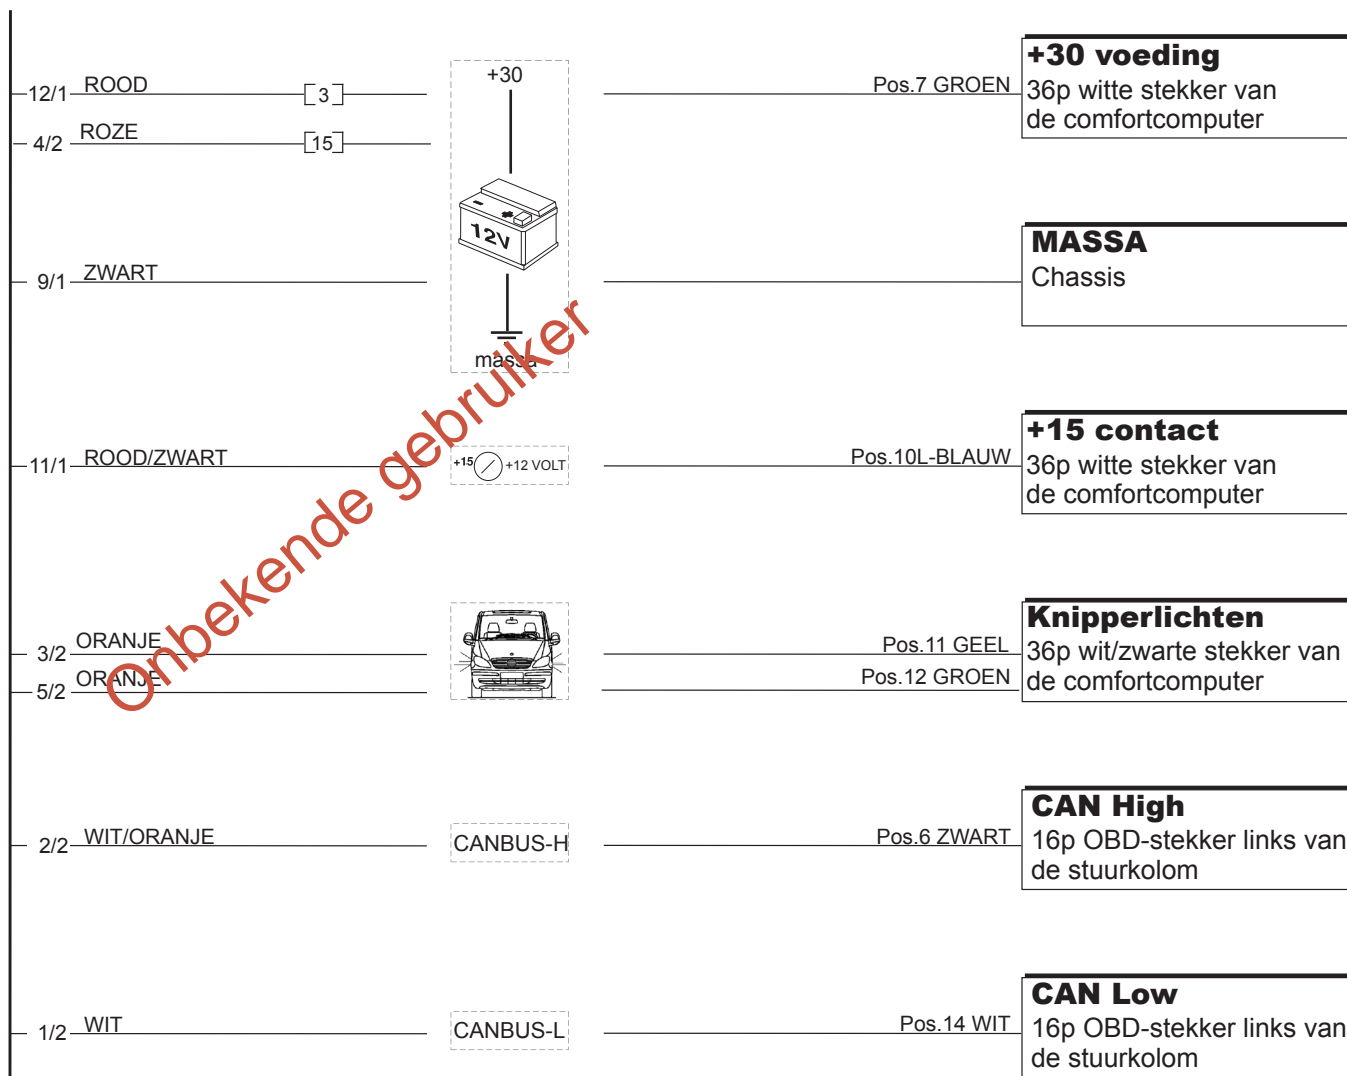 +30 voeding
36p witte stekker van
de comfortcomputer
12/1 ROOD [3] +30 Pos.7 GROEN
4/2 ROZE [15]
12V
MASSA
Chassis
9/1 ZWART
massa
+15 contact
36p witte stekker van
de comfortcomputer
11/1 ROOD/ZWART +15 +12 VOLT Pos.10L-BLAUW
Knipperlichten
36p wit/zwarte stekker van
de comfortcomputer
3/2 ORANJE Pos.11 GEEL
5/2 ORANJE Pos.12 GROEN
CAN High
16p OBD-stekker links van
de stuurkolom
2/2 WIT/ORANJE CANBUS-H Pos.6 ZWART
CAN Low
16p OBD-stekker links van
de stuurkolom
1/2 WIT CANBUS-L Pos.14 WIT
Onbekende gebruiker